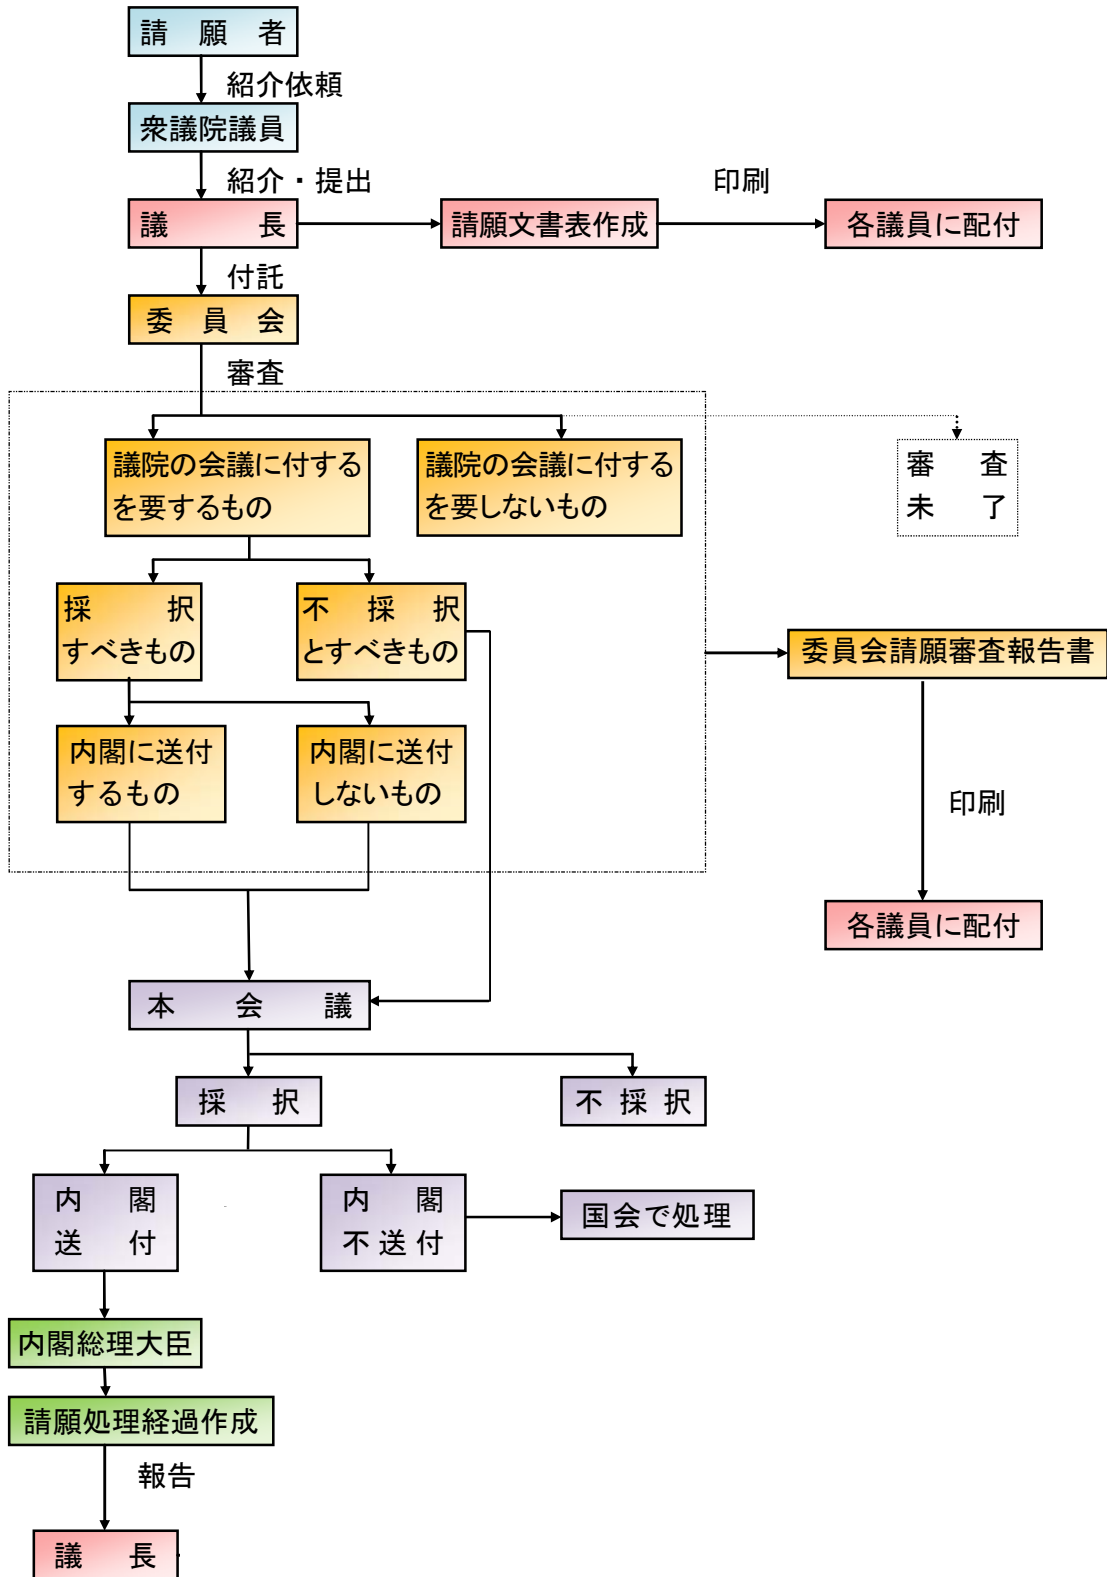 請願者
紹介依頼
衆議院議員
紹介・提出
印刷
議長
請願文書表作成
各議員に配付
付託
委員会
審査
議院の会議に付する
を要するもの
議院の会議に付する
を要しないもの
審査
未了
採択
すべきもの
不採択
とすべきもの
委員会請願審査報告書
内閣に送付
するもの
内閣に送付
しないもの
印刷
各議員に配付
本会議
採択
不採択
内閣
送付
内閣
不送付
国会で処理
内閣総理大臣
請願処理経過作成
報告
議長